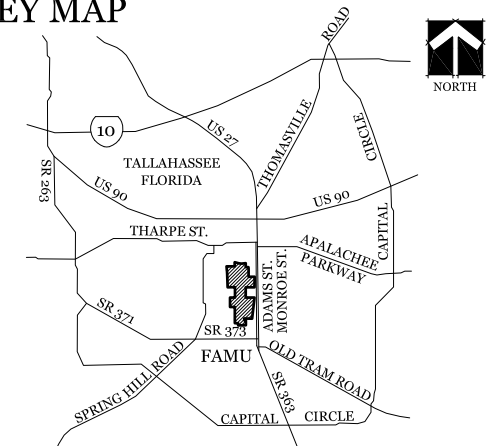 EY MAP
ROAD
NORTH
10
US 27
THOMASVILLE
CIRCLE
TALLAHASSEE
FLORIDA
SR 263
US 90
US 90
CAPITAL
THARPE ST.
APALACHEE
PARKWAY
ADAMS ST.
MONROE ST.
SR 371
SR 373
FAMU
OLD TRAM ROAD
SPRING HILL ROAD
SR 363
CAPITAL CIRCLE